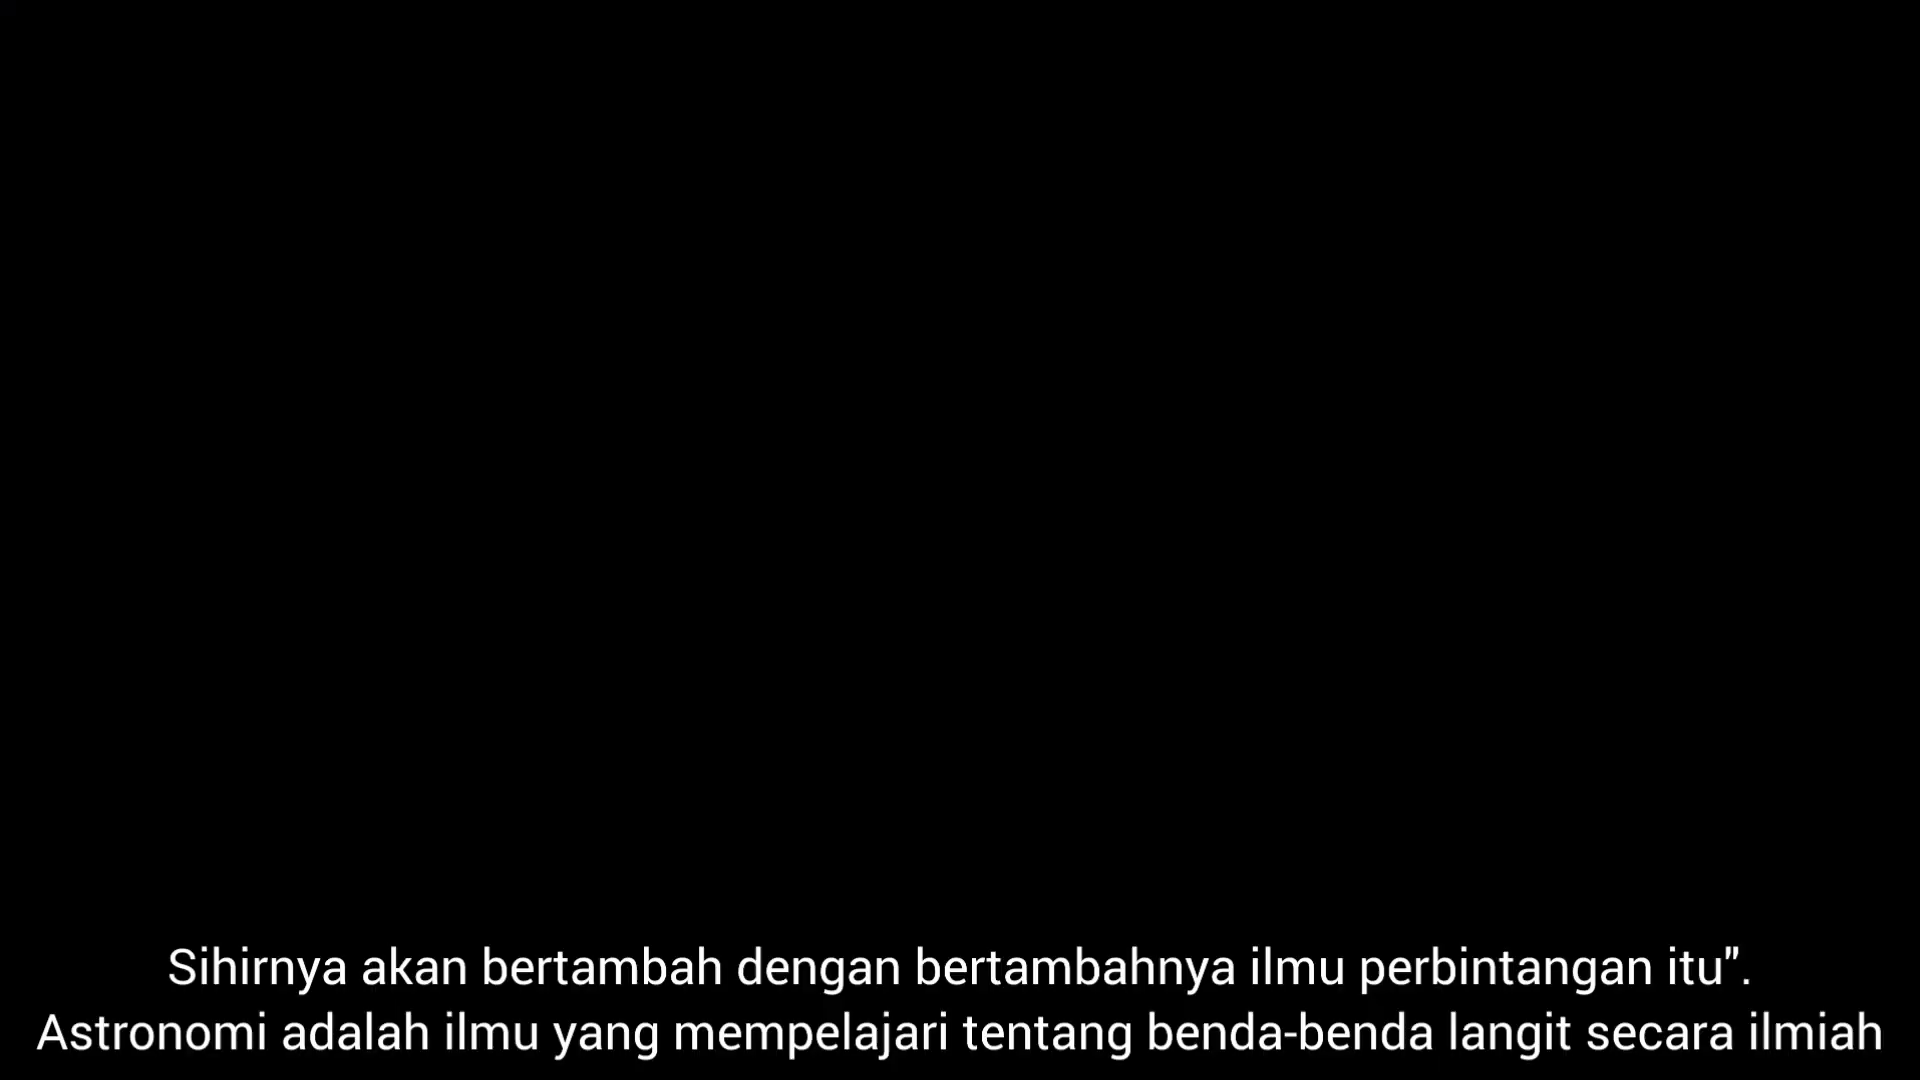 Sihirnya akan bertambah dengan bertambahnya ilmu perbintangan itu".
Astronomi adalah ilmu yang mempelajari tentang benda-benda langit secara ilmiah